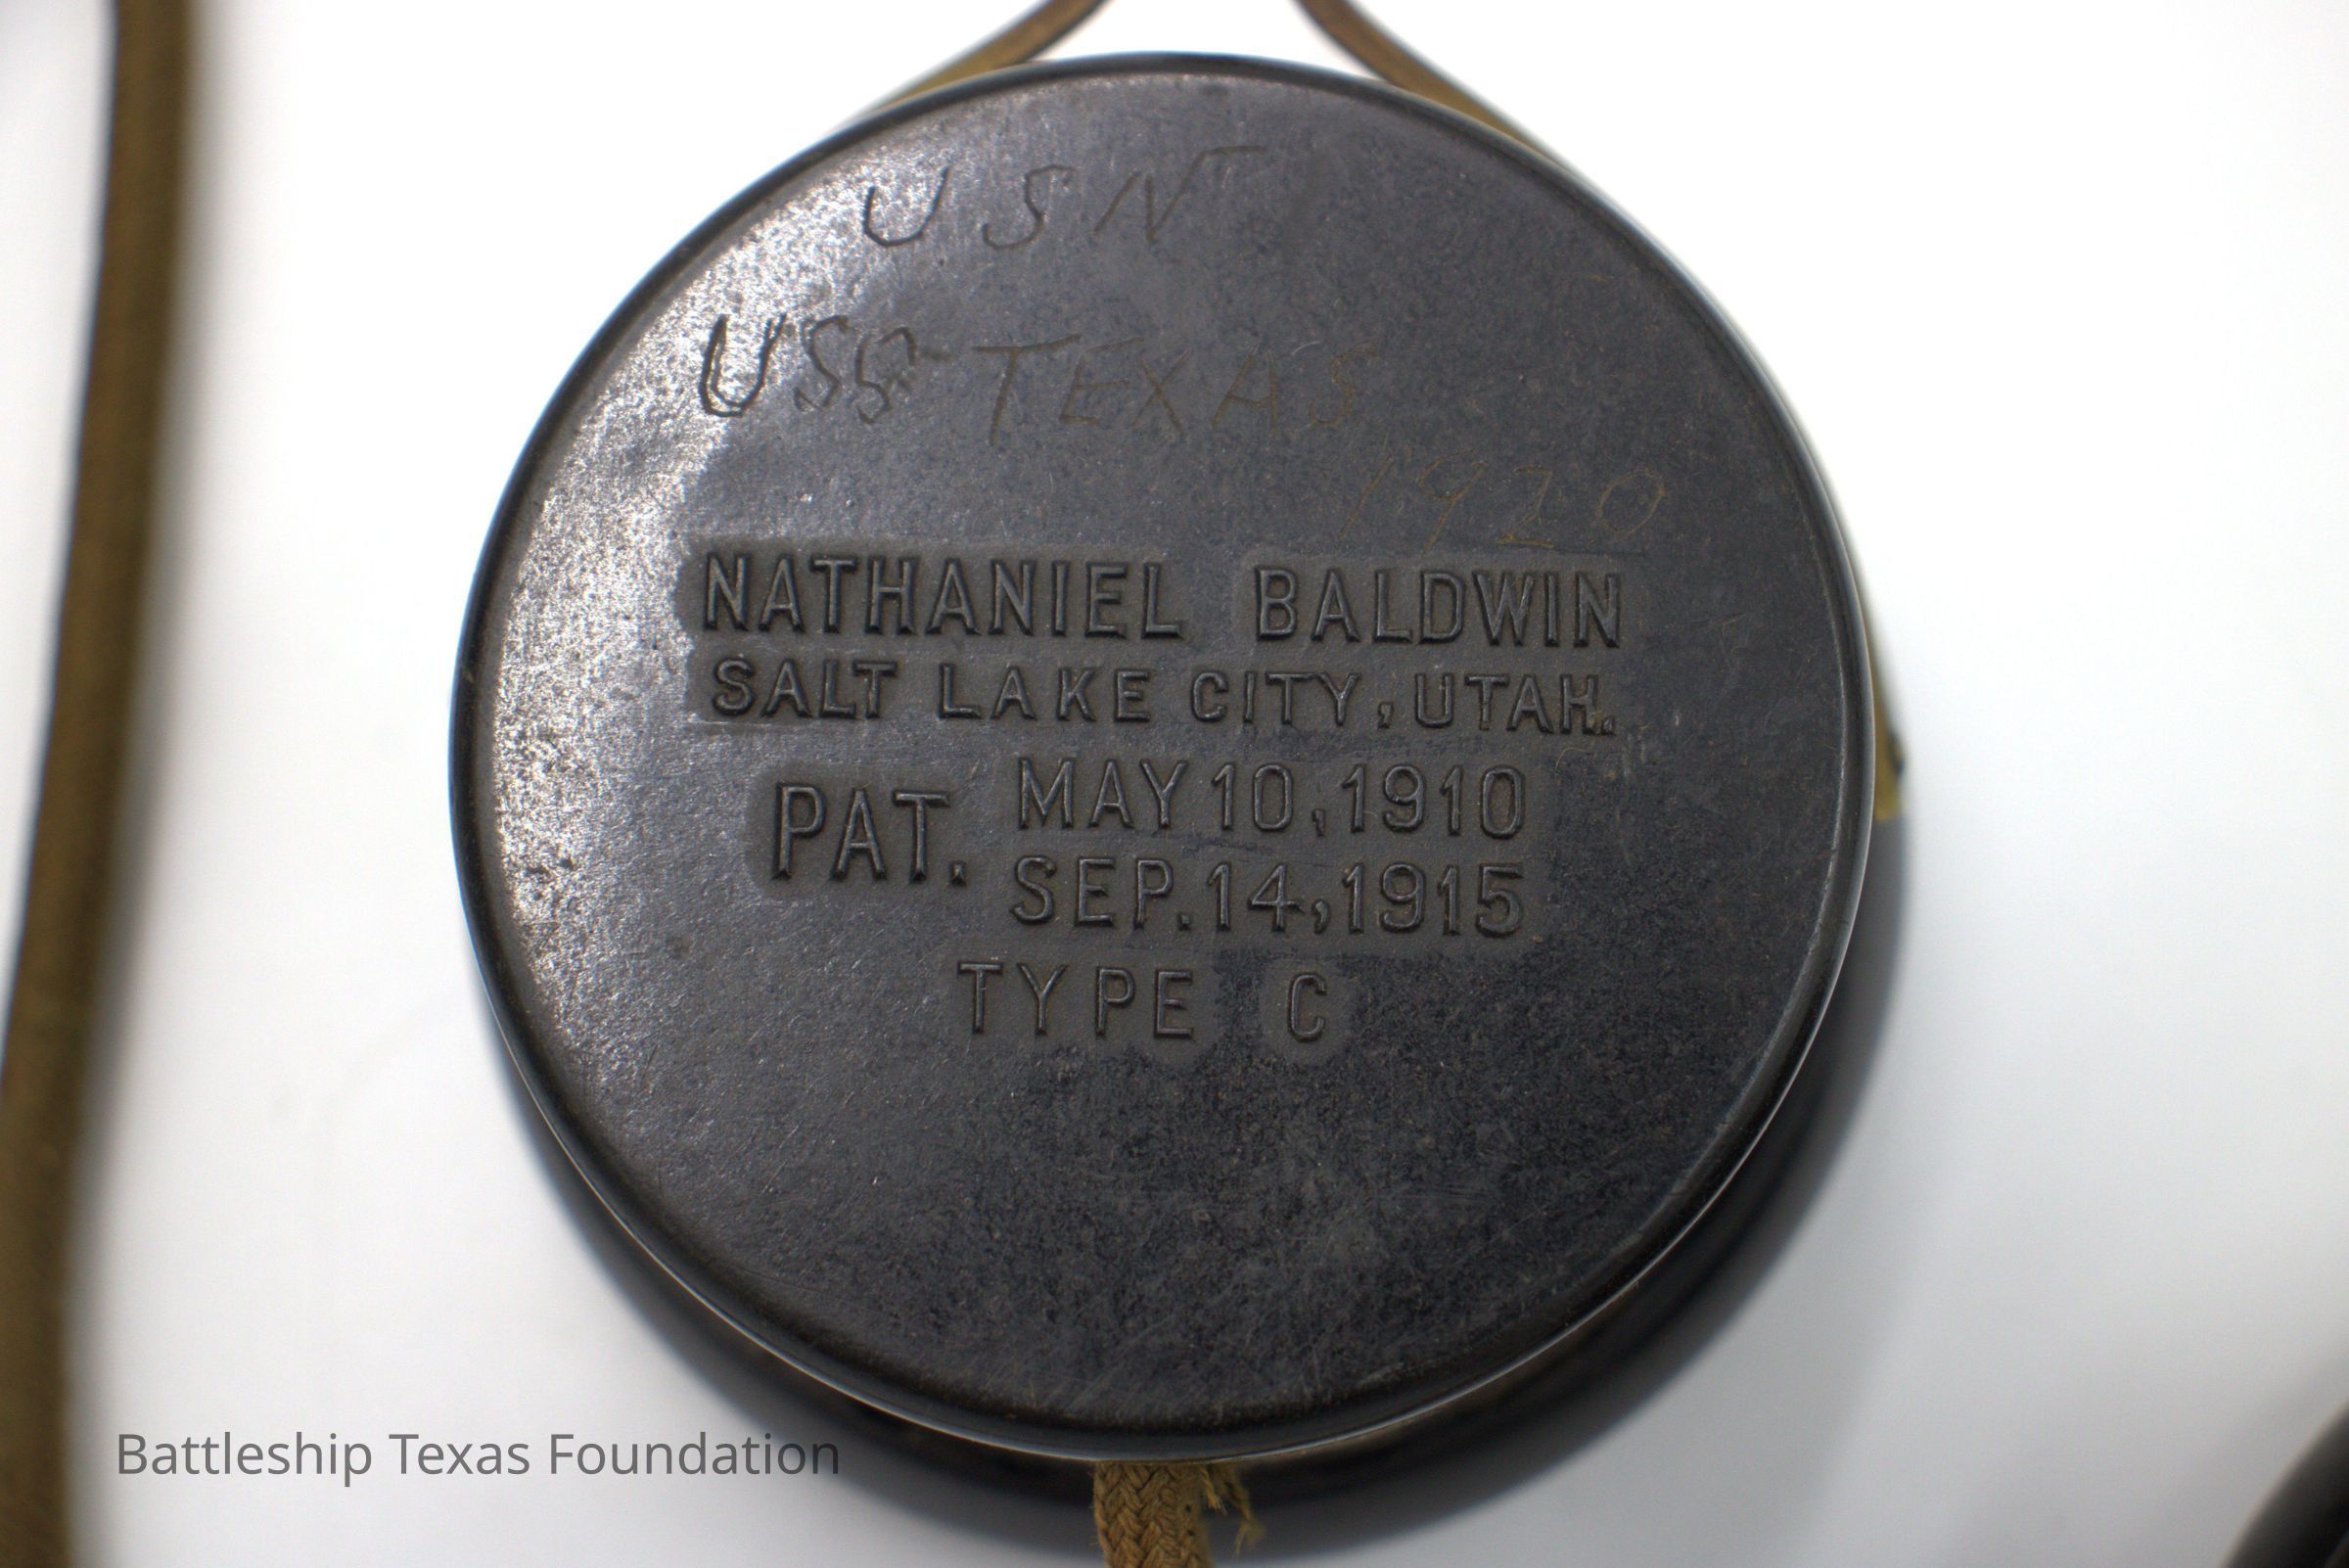 USN
USS TEXAS
1920
NATHANIEL BALDWIN
SALT LAKE CITY, UTAH.
PAT. MAY 10, 1910
SEP. 14, 1915
TYPE C
Battleship Texas Foundation